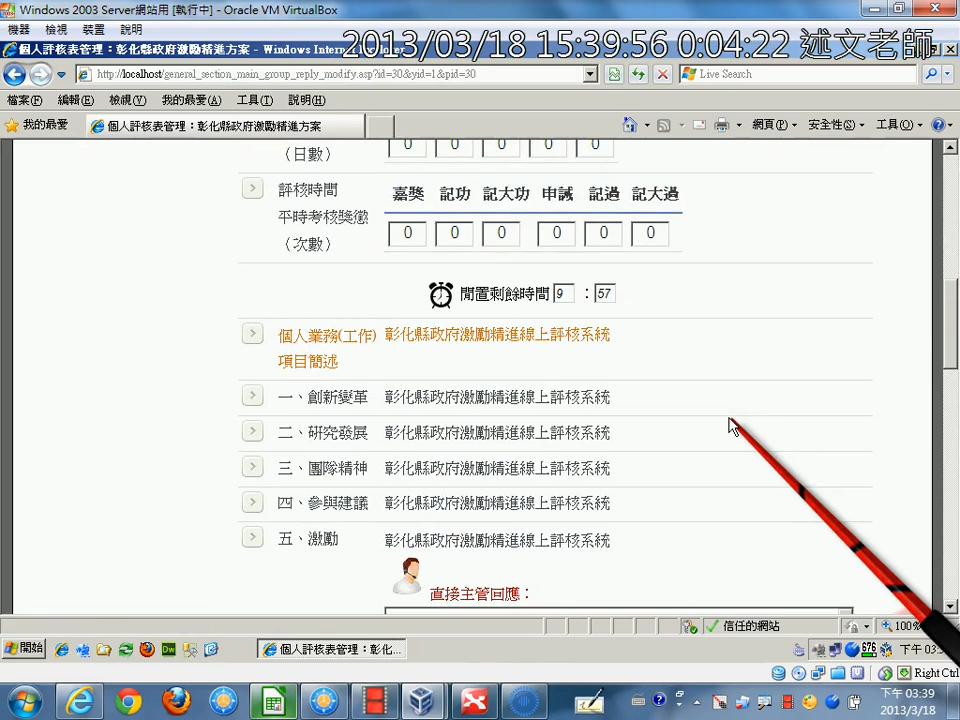 Windows 2003 Server網站用 [執行中] - Oracle VM VirtualBox
機器 檢視 裝置 說明
個人評核表管理：彰化縣政府激勵精進方案 - Windows Internet Explorer
2013/03/18 15:39:56 0:04:22 述文老師
http://localhost/general_section_main_group_reply_modify.asp?id=30&yid=1&pid=30
Live Search
檔案(F) 編輯(E) 檢視(V) 我的最愛(A) 工具(T) 說明(H)
我的最愛 個人評核表管理：彰化縣政府激勵精進方案
網頁(P) 安全性(S) 工具(O)
（日數） 0 0 0 0 0
評核時間 嘉獎 記功 記大功 申誡 記過 記大過
平時考核獎懲
（次數） 0 0 0 0 0 0
閒置剩餘時間 9 : 57
個人業務(工作) 彰化縣政府激勵精進線上評核系統
項目簡述
一、創新變革 彰化縣政府激勵精進線上評核系統
二、研究發展 彰化縣政府激勵精進線上評核系統
三、團隊精神 彰化縣政府激勵精進線上評核系統
四、參與建議 彰化縣政府激勵精進線上評核系統
五、激勵 彰化縣政府激勵精進線上評核系統
直接主管回應：
信任的網站 100%
開始 個人評核表管理：彰化... 676 下午 03
Right Ctrl
下午 03:39
2013/3/18